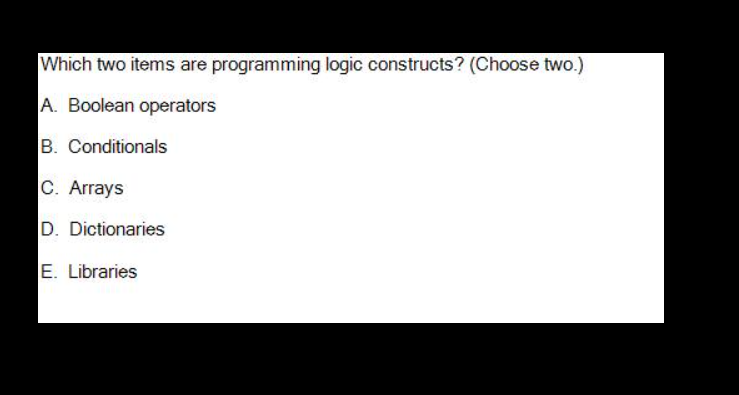 Which two items are programming logic constructs? (Choose two.)
A. Boolean operators
B. Conditionals
C. Arrays
D. Dictionaries
E. Libraries